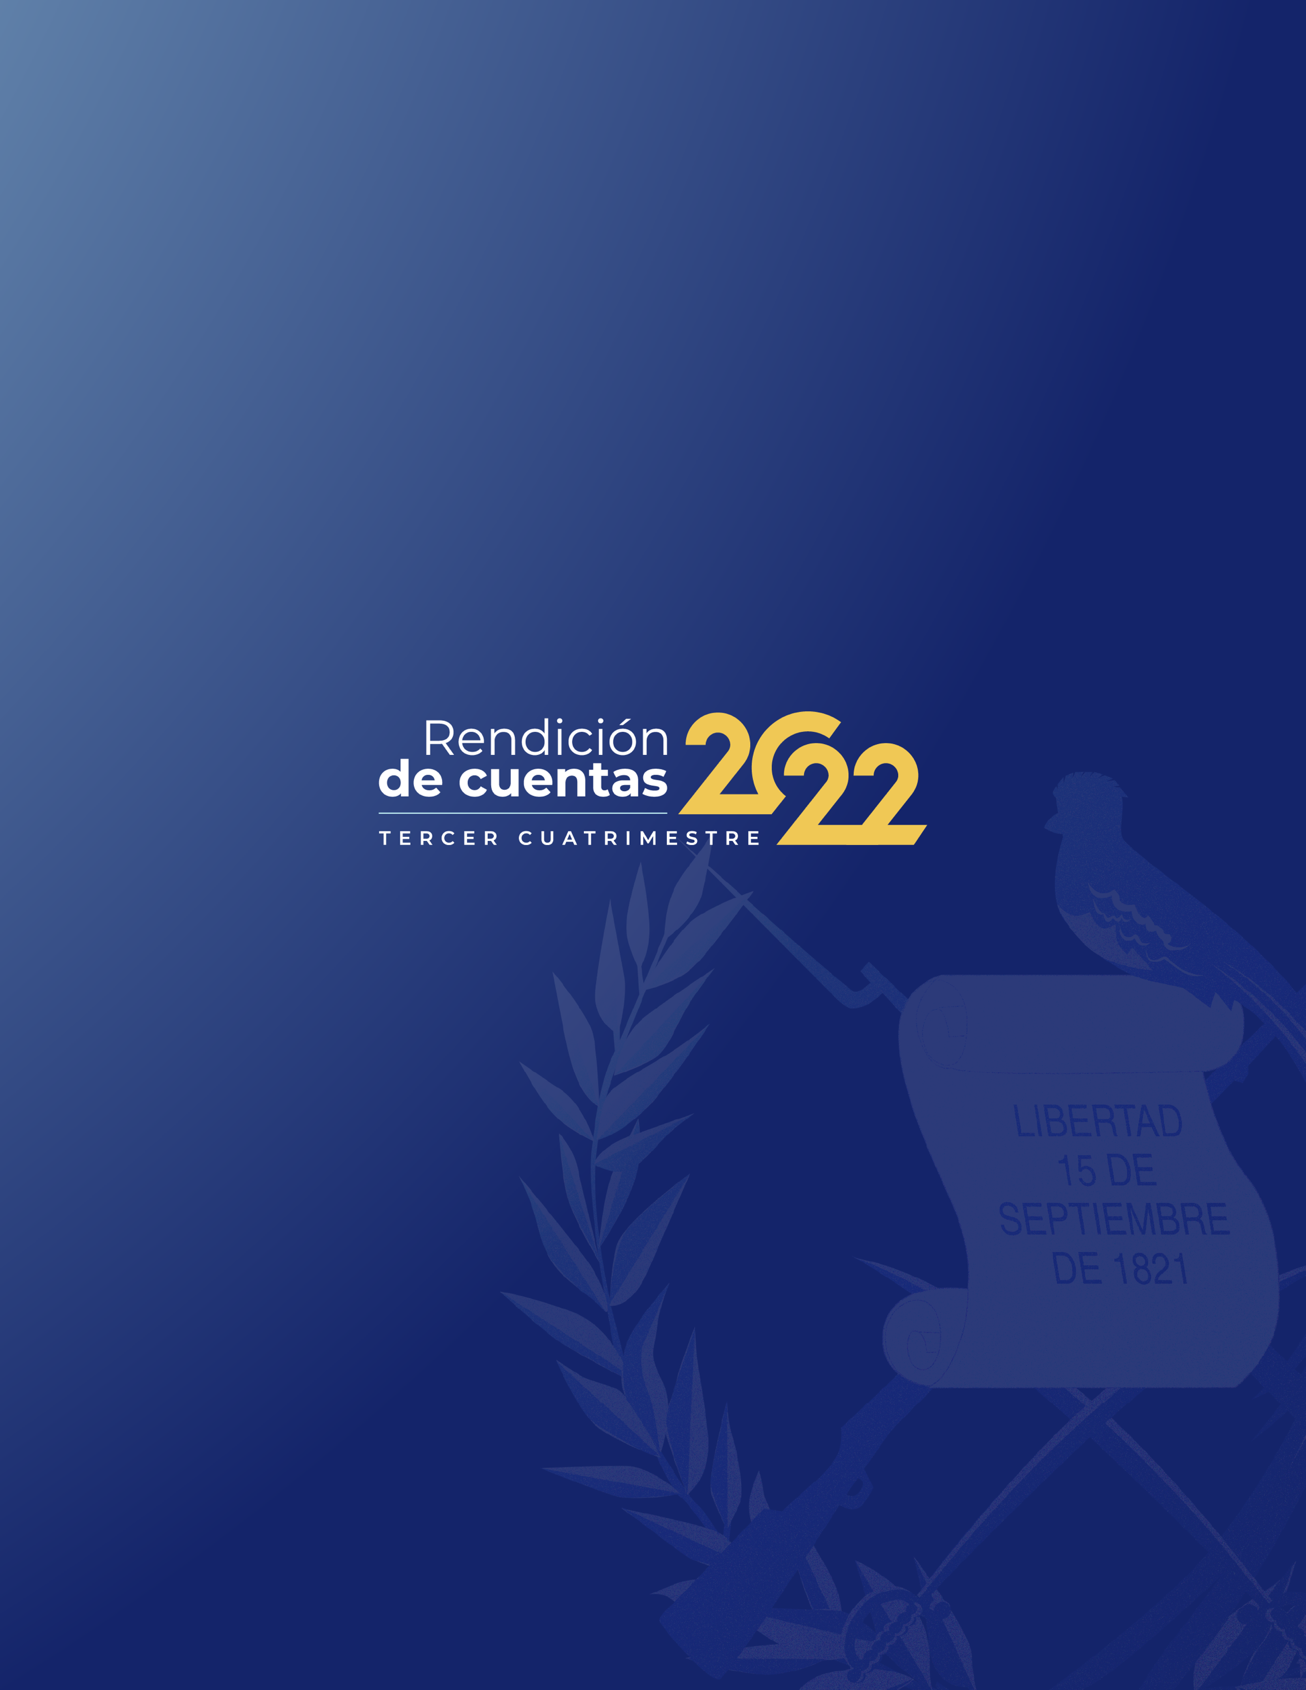 Rendición
de cuentas
2022
TERCER CUATRIMESTRE
LIBERTAD
15 DE
SEPTIEMBRE
DE 1821